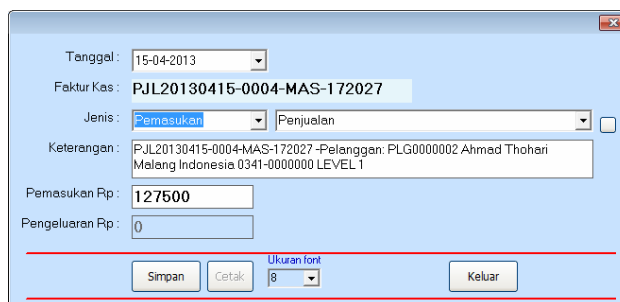 Tanggal : 15-04-2013
Faktur Kas : PJL20130415-0004-MAS-172027
Jenis : Pemasukan Penjualan
Keterangan : PJL20130415-0004-MAS-172027 -Pelanggan: PLG0000002 Ahmad Thohari
Malang Indonesia 0341-0000000 LEVEL 1
Pemasukan Rp : 127500
Pengeluaran Rp : 0
Ukuran font
Simpan Cetak 8 Keluar